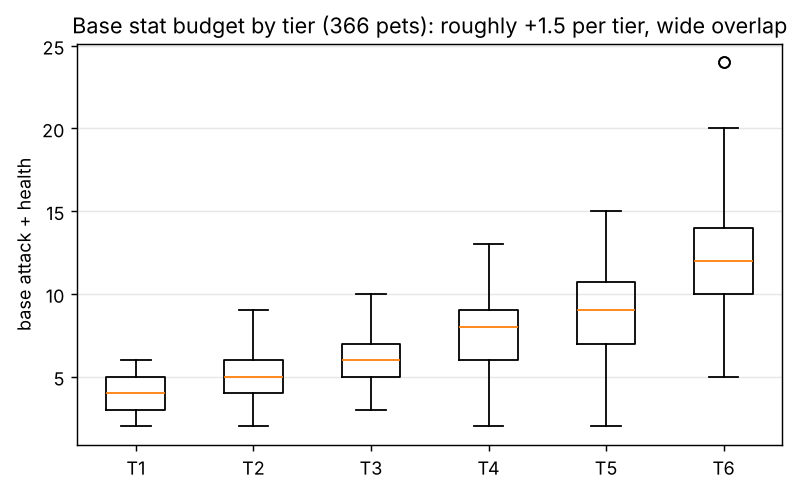 Base stat budget by tier (366 pets): roughly +1.5 per tier, wide overlap
base attack + health
25
20
15
10
5
T1 T2 T3 T4 T5 T6